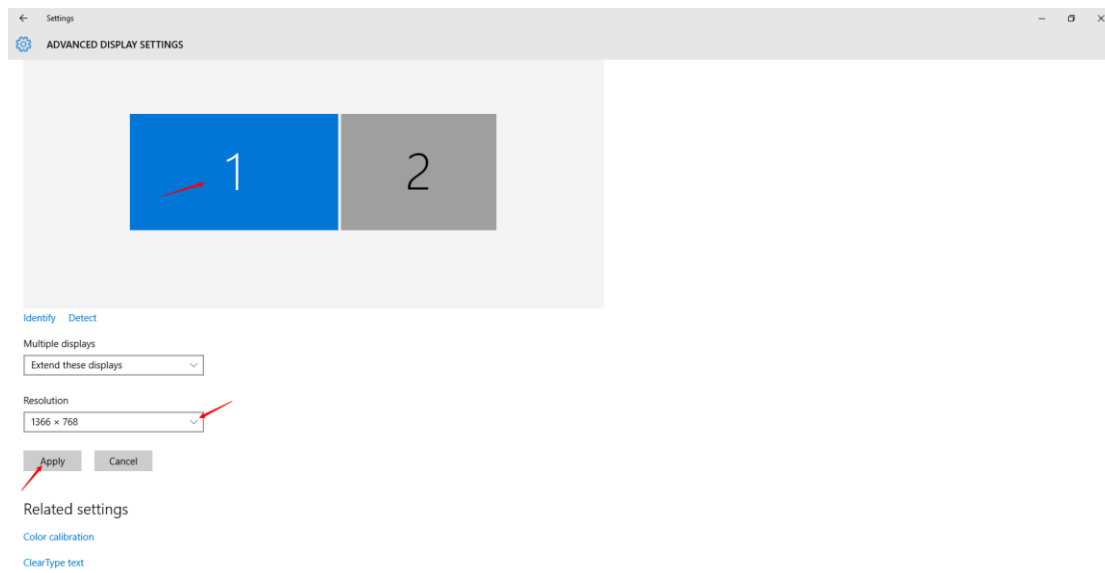 Settings
ADVANCED DISPLAY SETTINGS
1 2
Identify Detect
Multiple displays
Extend these displays
Resolution
1366 × 768
Apply Cancel
Related settings
Color calibration
ClearType text